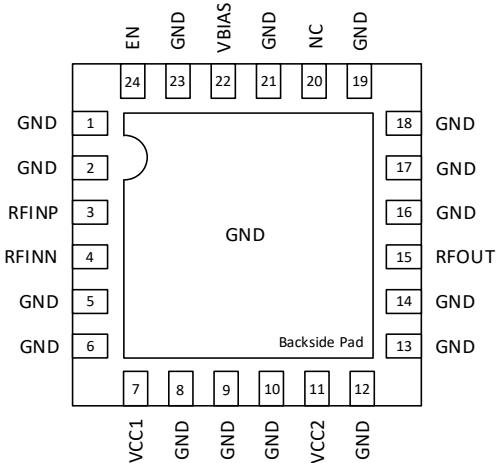 EN GND VBIAS GND NC GND
24 23 22 21 20 19
GND 1 18 GND
GND 2 17 GND
RFINP 3 16 GND
GND
RFINN 4 15 RFOUT
GND 5 14 GND
GND 6 Backside Pad 13 GND
7 8 9 10 11 12
VCC1 GND GND GND VCC2 GND